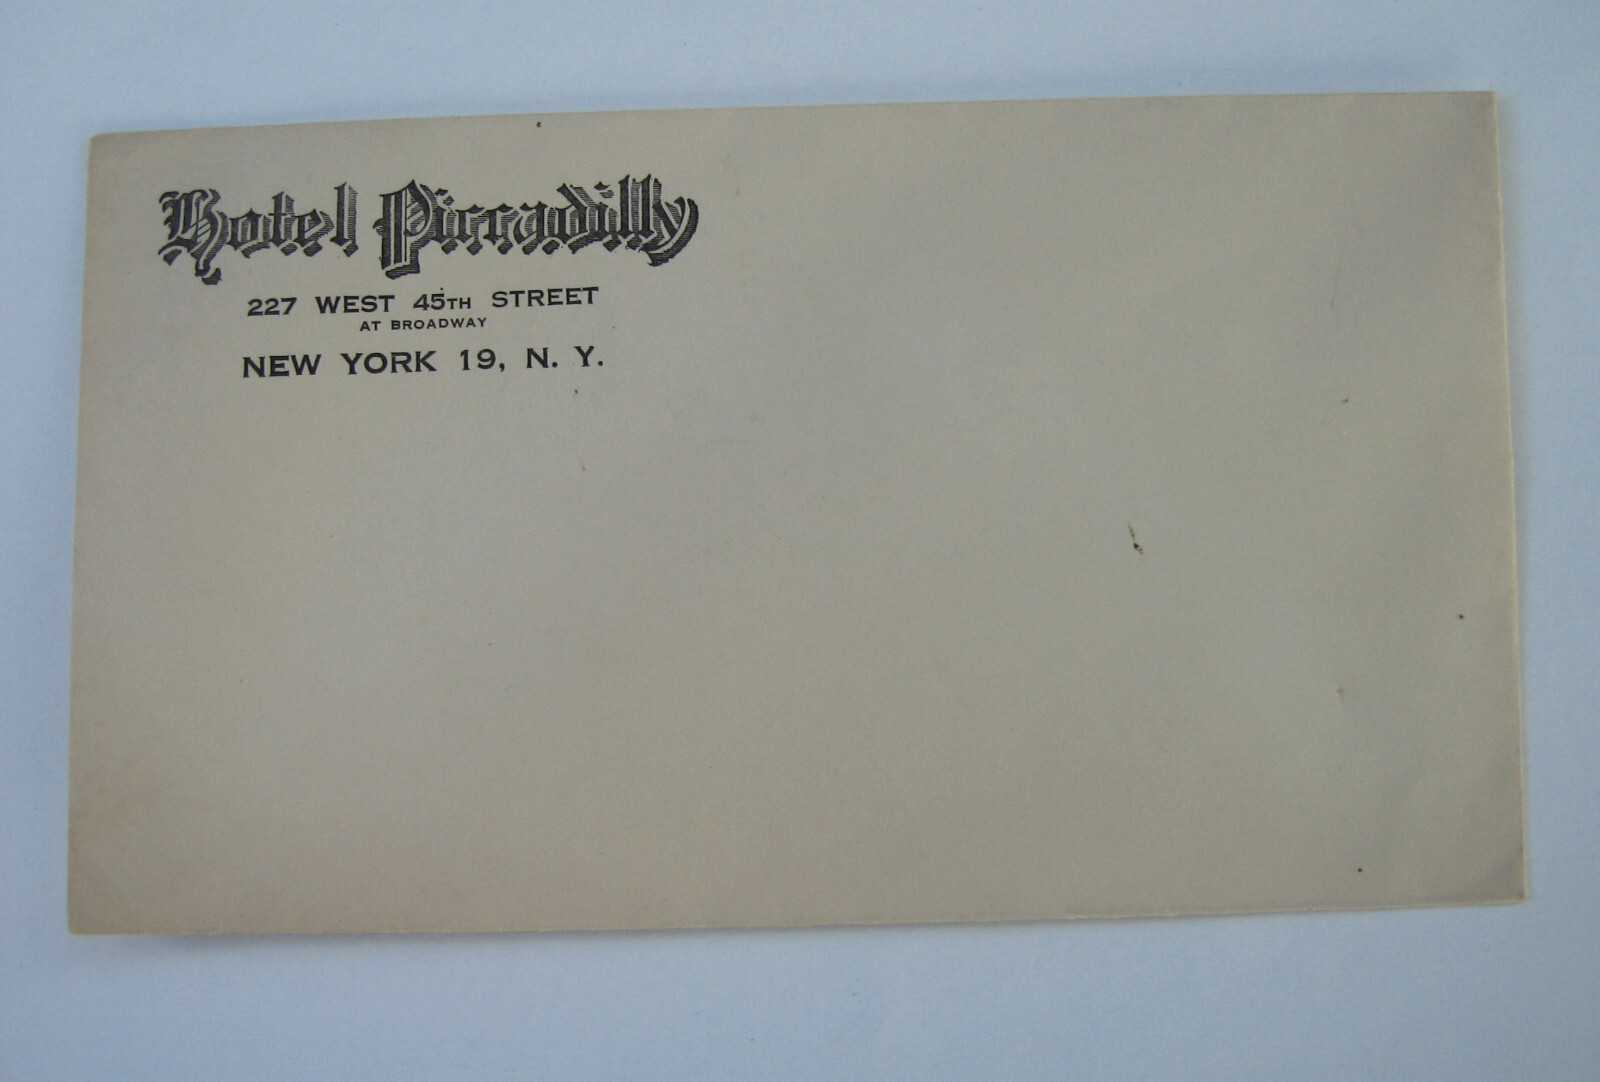 Hotel Piccadilly
227 WEST 45TH STREET
AT BROADWAY
NEW YORK 19, N. Y.